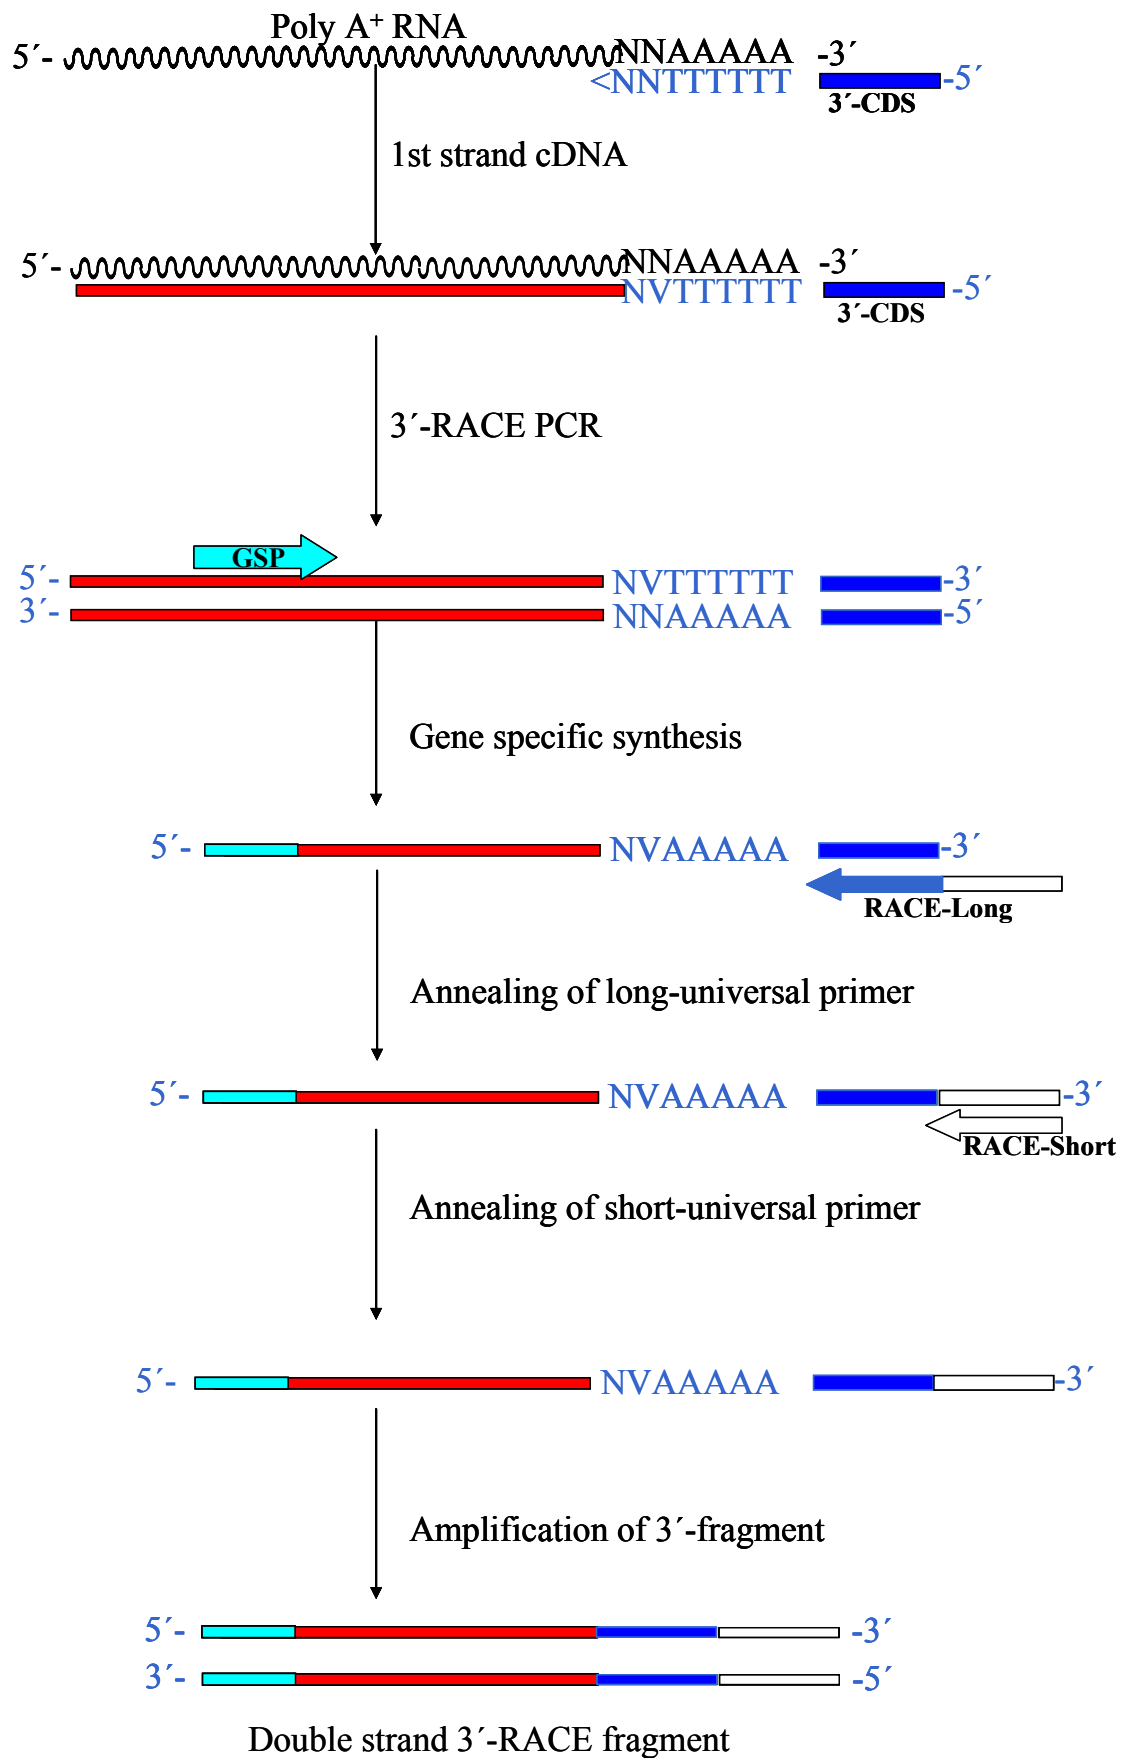 Poly A+ RNA
5´- NNAAAAA -3´
<NNTTTTTT -5´
3´-CDS
1st strand cDNA
5´- NNAAAAA -3´
NVTTTTTT -5´
3´-CDS
3´-RACE PCR
GSP
5´- NVTTTTTT -3´
3´- NNAAAAA -5´
Gene specific synthesis
5´- NVAAAAA -3´
RACE-Long
Annealing of long-universal primer
5´- NVAAAAA -3´
RACE-Short
Annealing of short-universal primer
5´- NVAAAAA -3´
Amplification of 3´-fragment
5´- -3´
3´- -5´
Double strand 3´-RACE fragment